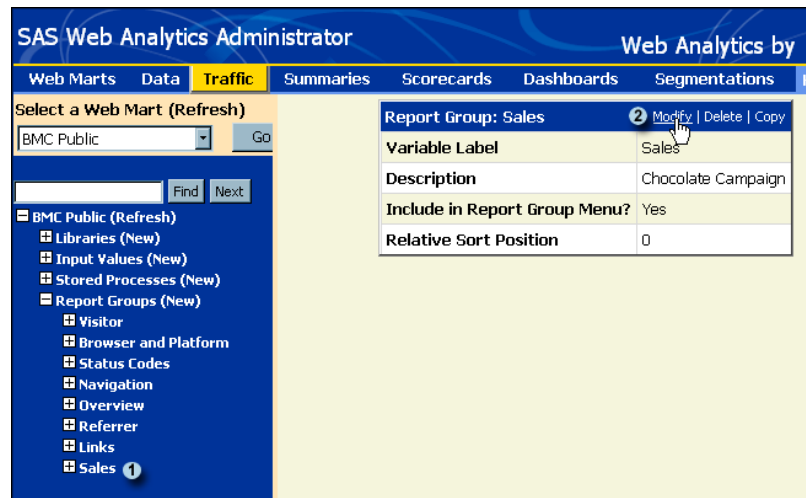 SAS Web Analytics Administrator
Web Analytics by
Web Marts Data Traffic Summaries Scorecards Dashboards Segmentations
Select a Web Mart (Refresh)
BMC Public Go
Find Next
BMC Public (Refresh)
Libraries (New)
Input Values (New)
Stored Processes (New)
Report Groups (New)
Visitor
Browser and Platform
Status Codes
Navigation
Overview
Referrer
Links
Sales 1
Report Group: Sales 2 Modify | Delete | Copy
Variable Label Sales
Description Chocolate Campaign
Include in Report Group Menu? Yes
Relative Sort Position 0